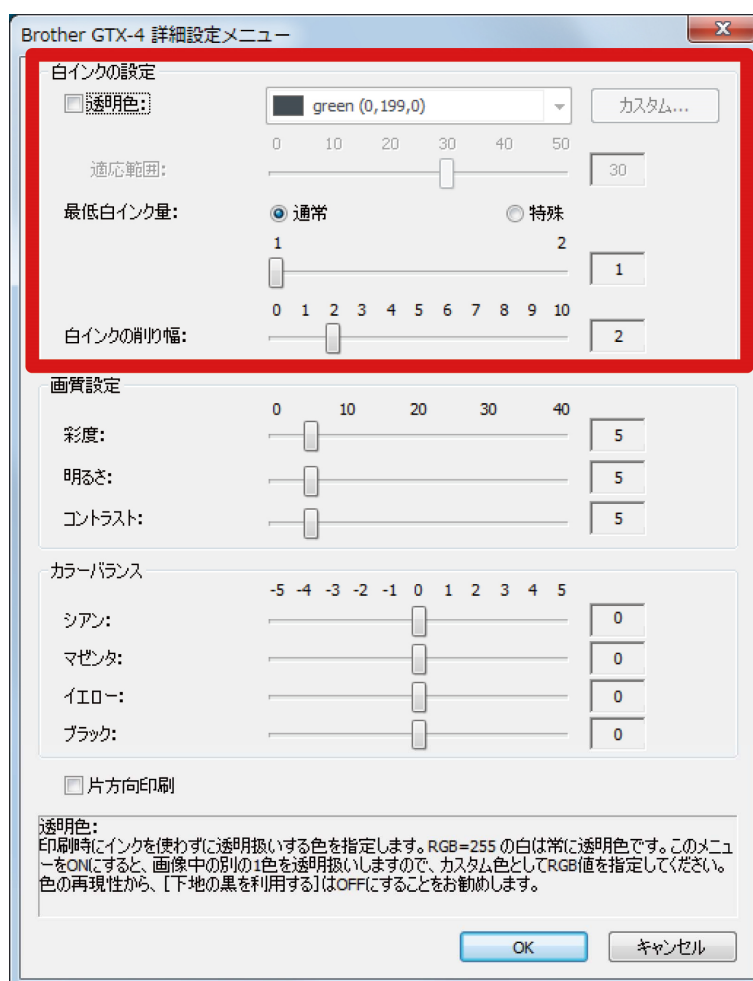 Brother GTX-4 詳細設定メニュー
白インクの設定
透明色: green (0,199,0) カスタム...
0 10 20 30 40 50
適応範囲: 30
最低白インク量: 通常 特殊
1 2
1
0 1 2 3 4 5 6 7 8 9 10
白インクの削り幅: 2
画質設定
0 10 20 30 40
彩度: 5
明るさ: 5
コントラスト: 5
カラーバランス
-5 -4 -3 -2 -1 0 1 2 3 4 5
シアン: 0
マゼンタ: 0
イエロー: 0
ブラック: 0
片方向印刷
透明色:
印刷時にインクを使わずに透明扱いする色を指定します。RGB=255 の白は常に透明色です。このメニュ
ーをONにすると、画像中の別の1色を透明扱いしますので、カスタム色としてRGB値を指定してください。
色の再現性から、[下地の黒を利用する]はOFFにすることをお勧めします。
OK キャンセル